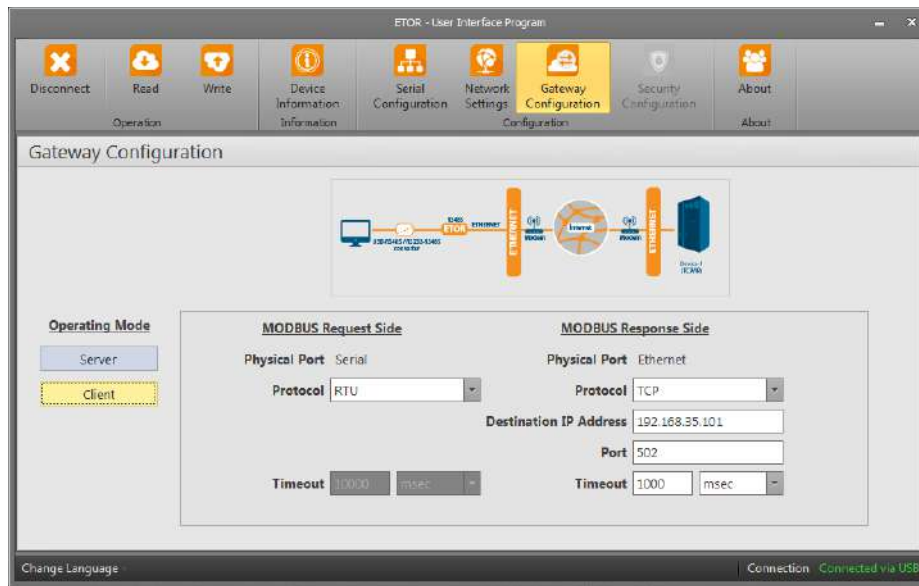 ETOR - User Interface Program
Disconnect
Read
Write
Device Information
Serial Configuration
Network Settings
Gateway Configuration
Security Configuration
About
Operation
Information
Configuration
About
Gateway Configuration
RS485
ETOR
ETHERNET
ETHERNET
Internet
ETHERNET
Operating Mode
Server
Client
MODBUS Request Side
Physical Port Serial
Protocol RTU
Timeout 10000 msec
MODBUS Response Side
Physical Port Ethernet
Protocol TCP
Destination IP Address 192.168.35.101
Port 502
Timeout 1000 msec
Change Language
Connection Connected via USB